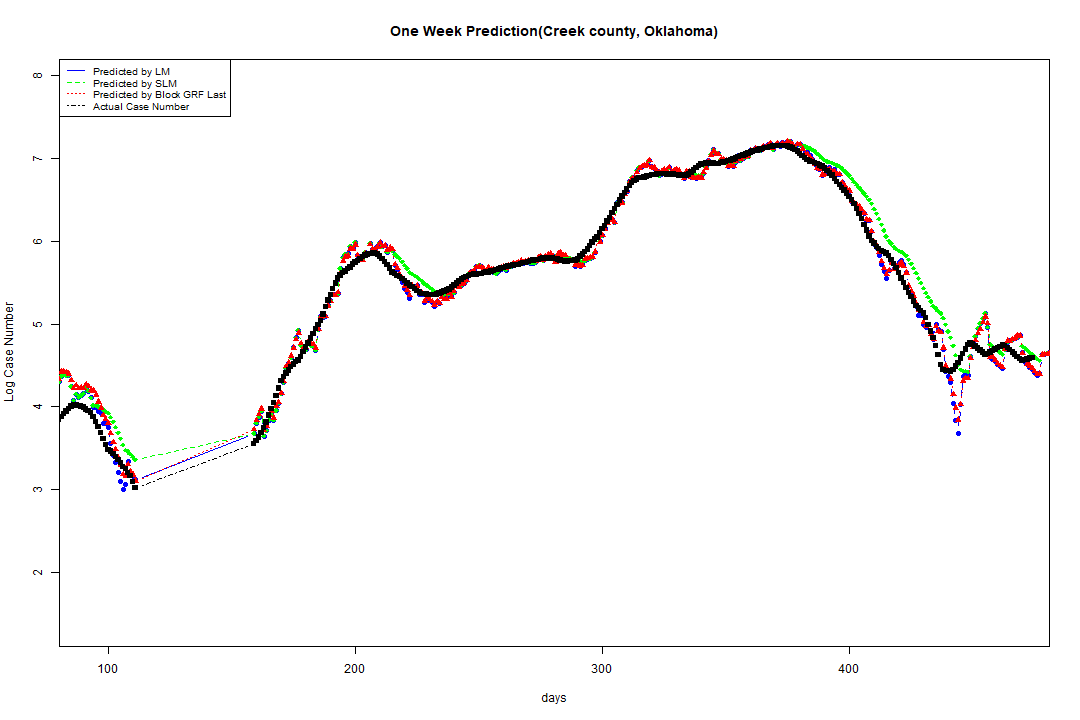 One Week Prediction(Creek county, Oklahoma)
Predicted by LM
Predicted by SLM
Predicted by Block GRF Last
Actual Case Number
8
7
6
5
4
3
2
Log Case Number
100 200 300 400
days